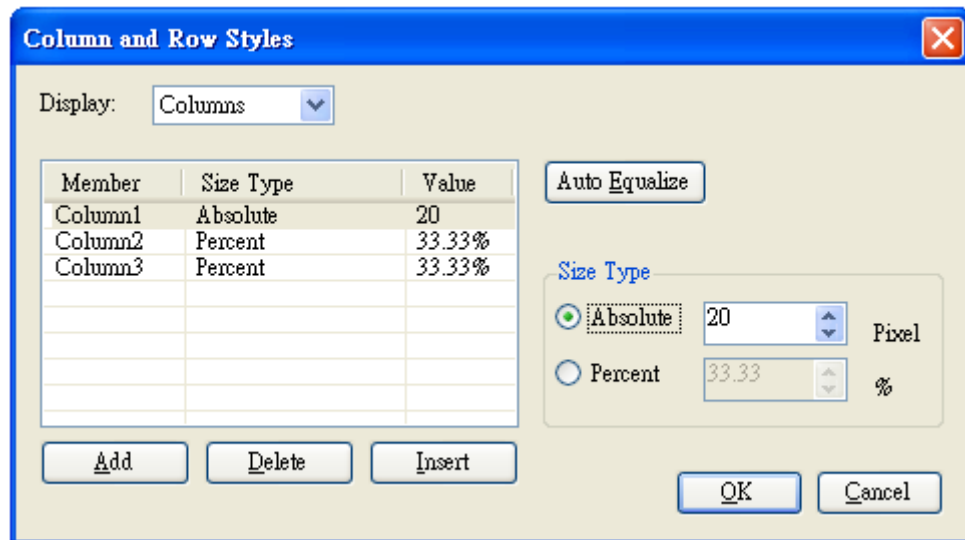 Column and Row Styles
Display: Columns
Member Size Type Value
Column1 Absolute 20
Column2 Percent 33.33%
Column3 Percent 33.33%
Auto Equalize
Size Type
Absolute 20 Pixel
Percent 33.33 %
Add Delete Insert
OK Cancel